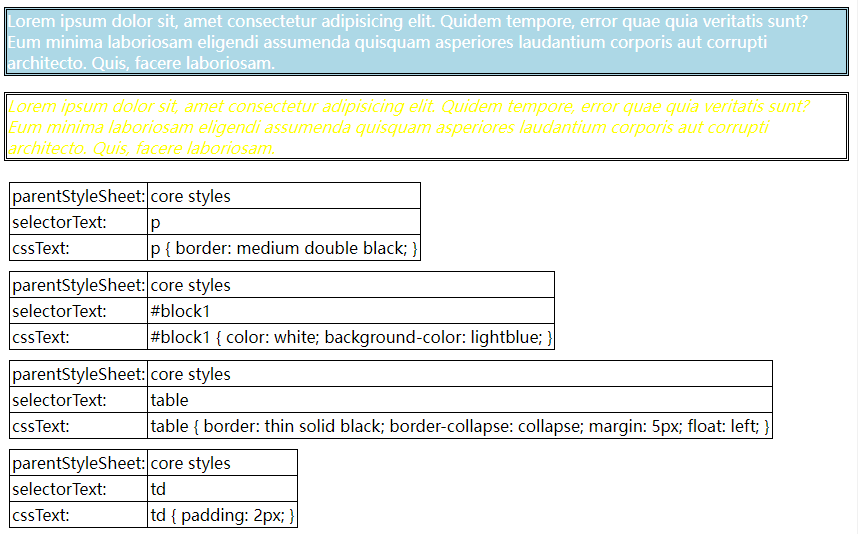 Lorem ipsum dolor sit, amet consectetur adipisicing elit. Quidem tempore, error quae quia veritatis sunt?
Eum minima laboriosam eligendi assumenda quisquam asperiores laudantium corporis aut corrupti
architecto. Quis, facere laboriosam.
Lorem ipsum dolor sit, amet consectetur adipisicing elit. Quidem tempore, error quae quia veritatis sunt?
Eum minima laboriosam eligendi assumenda quisquam asperiores laudantium corporis aut corrupti
architecto. Quis, facere laboriosam.
parentStyleSheet: core styles
selectorText: p
cssText: p { border: medium double black; }
parentStyleSheet: core styles
selectorText: #block1
cssText: #block1 { color: white; background-color: lightblue; }
parentStyleSheet: core styles
selectorText: table
cssText: table { border: thin solid black; border-collapse: collapse; margin: 5px; float: left; }
parentStyleSheet: core styles
selectorText: td
cssText: td { padding: 2px; }